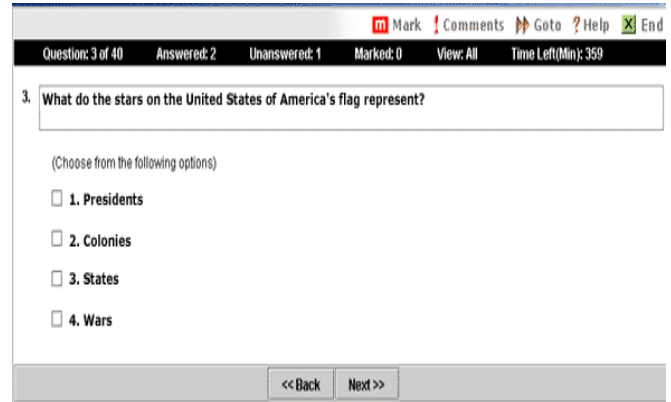 m Mark ! Comments Goto ? Help X End
Question: 3 of 40 Answered: 2 Unanswered: 1 Marked: 0 View: All Time Left(Min): 359
3. What do the stars on the United States of America's flag represent?
(Choose from the following options)
1. Presidents
2. Colonies
3. States
4. Wars
<< Back Next >>